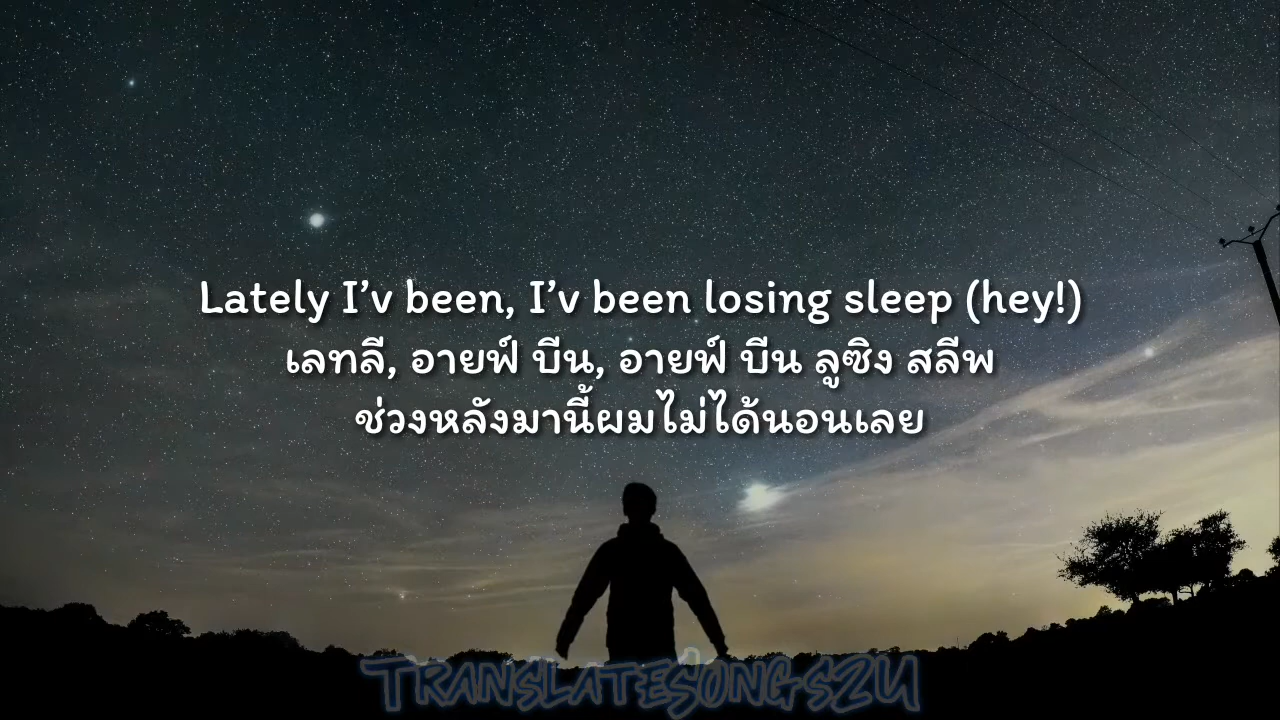 Lately I’v been, I’v been losing sleep (hey!)
เลทลี, อายฟ์ บีน, อายฟ์ บีน ลูซิง สลีพ
ช่วงหลังมานี้ผมไม่ได้นอนเลย
TRANSLATESONGS2U